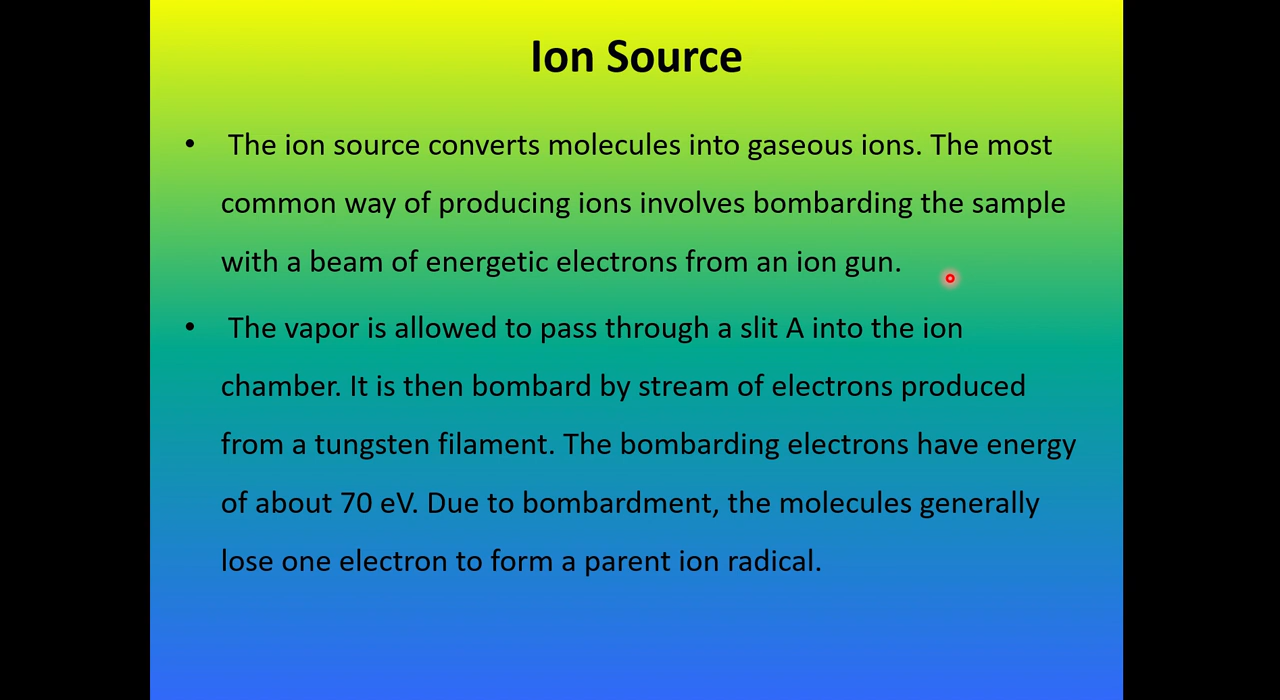 Ion Source
• The ion source converts molecules into gaseous ions. The most
common way of producing ions involves bombarding the sample
with a beam of energetic electrons from an ion gun.
• The vapor is allowed to pass through a slit A into the ion
chamber. It is then bombard by stream of electrons produced
from a tungsten filament. The bombarding electrons have energy
of about 70 eV. Due to bombardment, the molecules generally
lose one electron to form a parent ion radical.